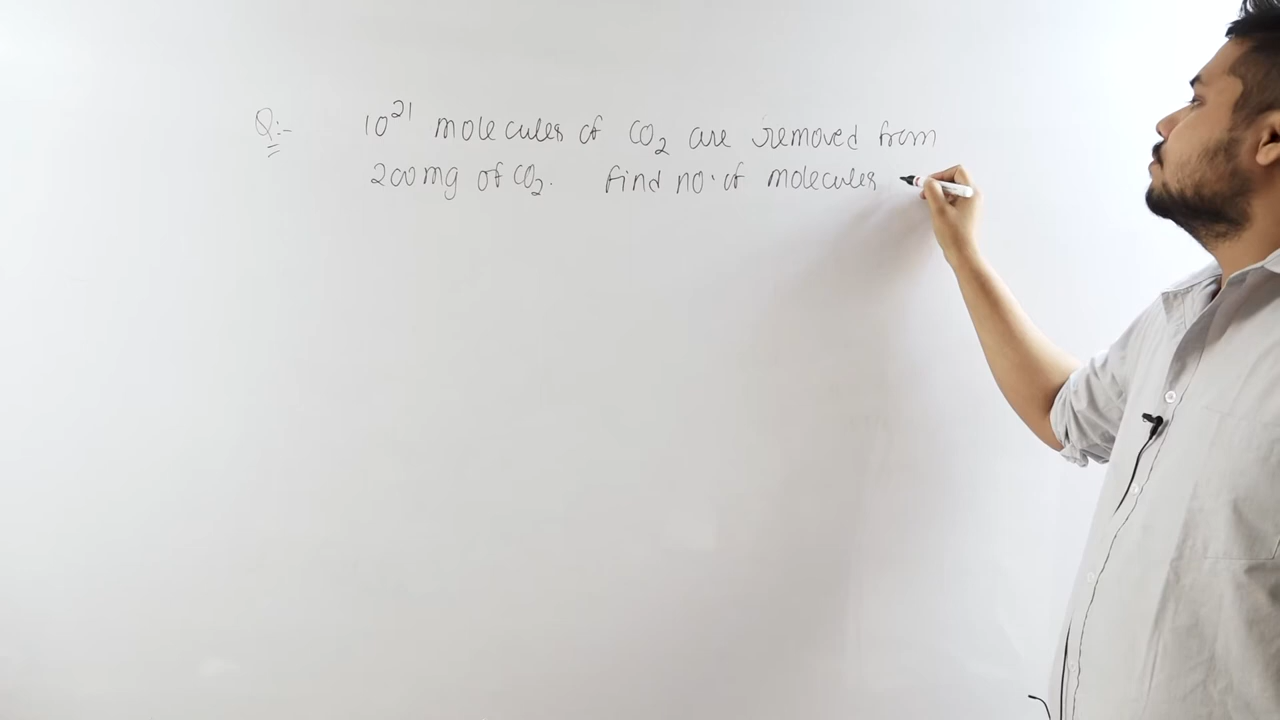 Q:- 10²¹ molecules of CO₂ are removed from
200mg of CO₂. Find no. of molecules